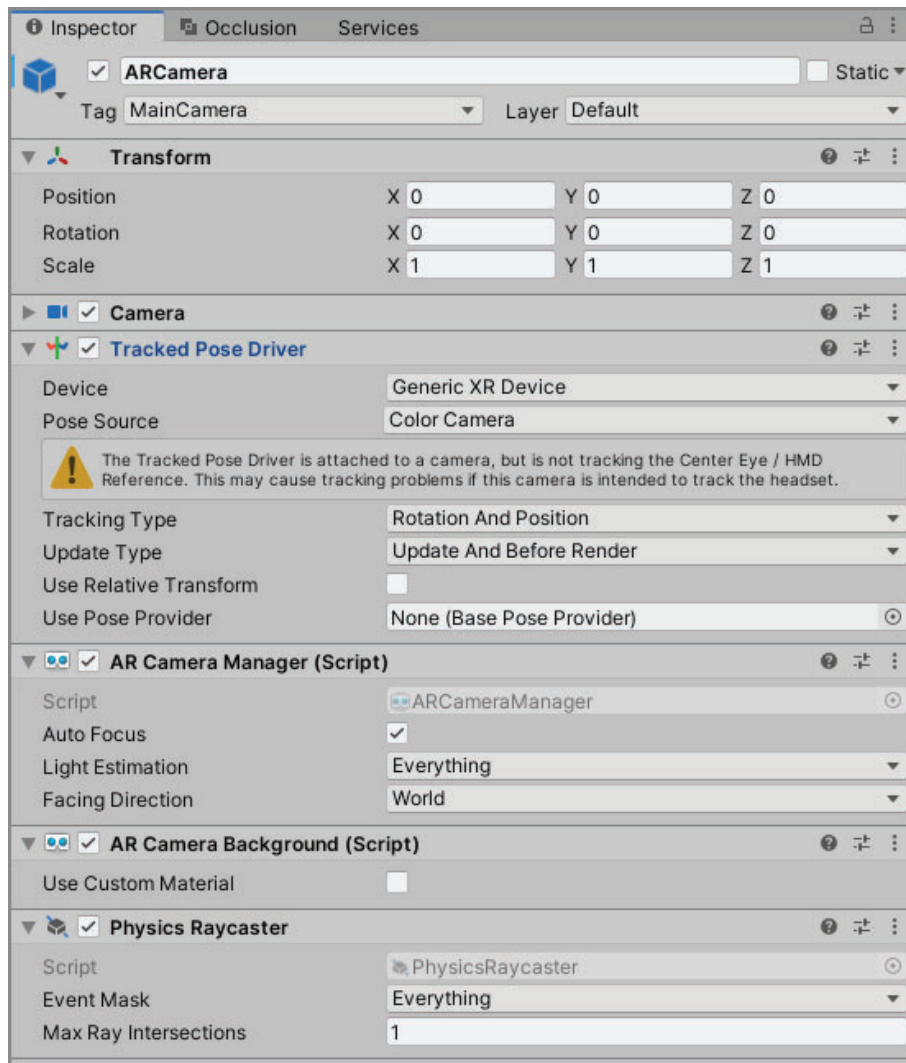 Inspector Occlusion Services
ARCamera Static
Tag MainCamera Layer Default
Transform
Position X 0 Y 0 Z 0
Rotation X 0 Y 0 Z 0
Scale X 1 Y 1 Z 1
Camera
Tracked Pose Driver
Device Generic XR Device
Pose Source Color Camera
The Tracked Pose Driver is attached to a camera, but is not tracking the Center Eye / HMD
Reference. This may cause tracking problems if this camera is intended to track the headset.
Tracking Type Rotation And Position
Update Type Update And Before Render
Use Relative Transform
Use Pose Provider None (Base Pose Provider)
AR Camera Manager (Script)
Script ARCameraManager
Auto Focus
Light Estimation Everything
Facing Direction World
AR Camera Background (Script)
Use Custom Material
Physics Raycaster
Script PhysicsRaycaster
Event Mask Everything
Max Ray Intersections 1